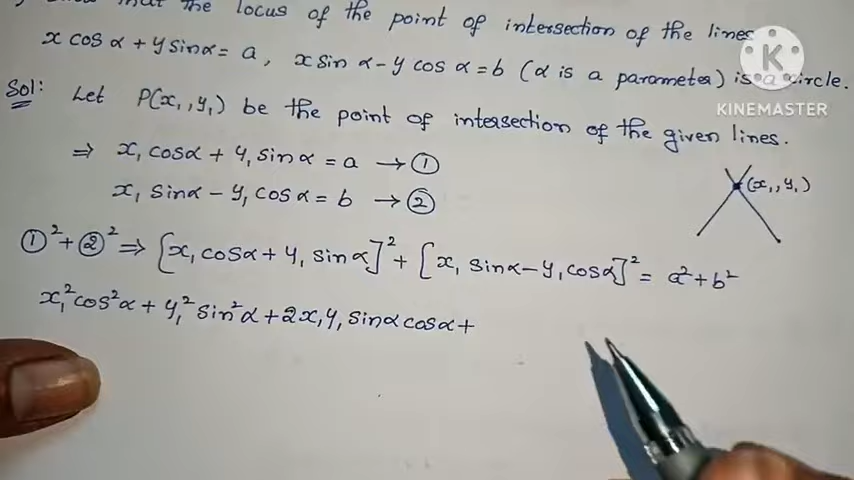 that the locus of the point of intersection of the lines
x cos α + y sin α = a , x sin α - y cos α = b (α is a parameter) is a circle.
Sol: Let P(x₁, y₁) be the point of intersection of the given lines.
⇒ x₁ cos α + y₁ sin α = a → ①
x₁ sin α - y₁ cos α = b → ②
(x₁, y₁)
①² + ②² ⇒ [x₁ cos α + y₁ sin α]² + [x₁ sin α - y₁ cos α]² = a² + b²
x₁² cos² α + y₁² sin² α + 2x₁y₁ sin α cos α +
K
KINEMASTER